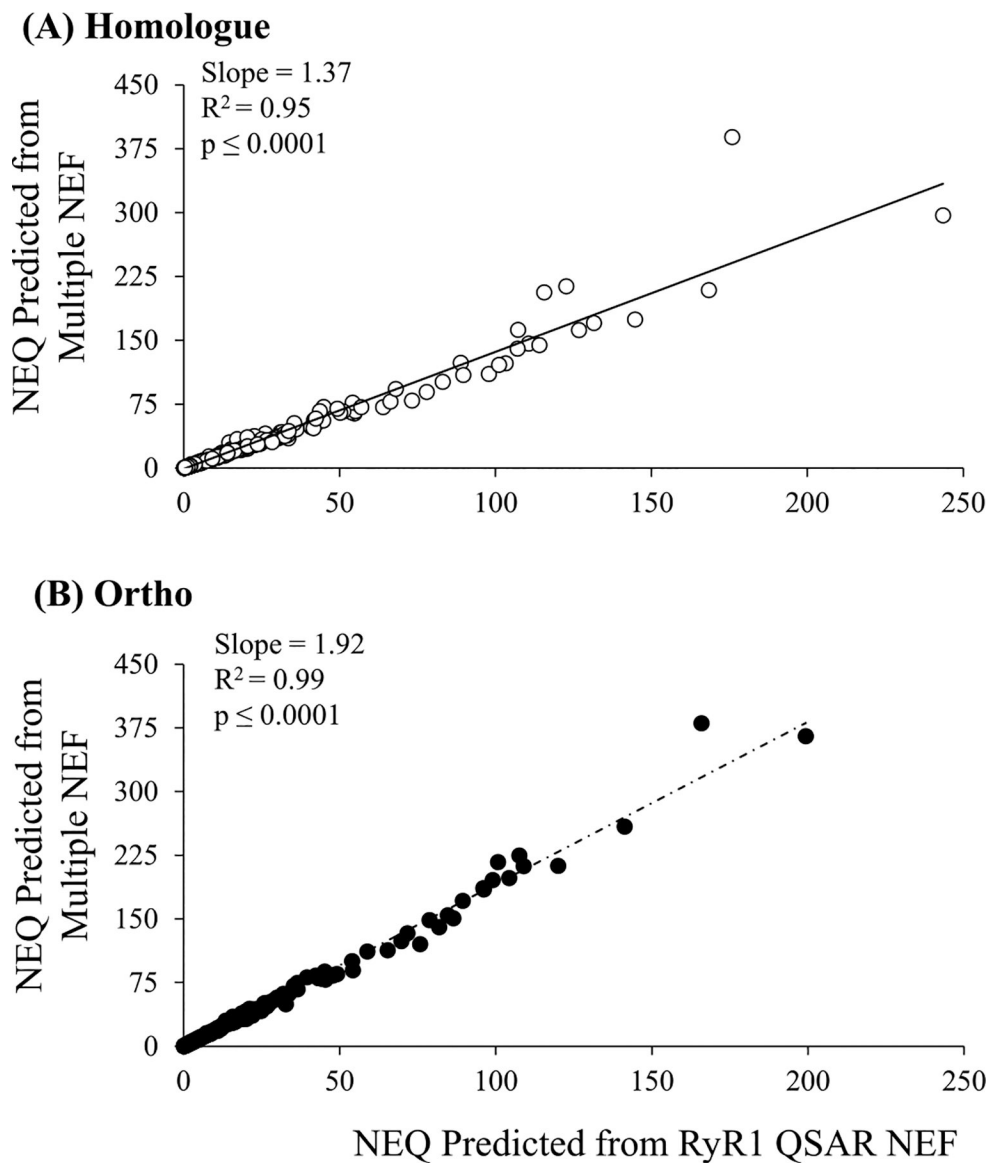 (A) Homologue
Slope = 1.37
R² = 0.95
p ≤ 0.0001
NEQ Predicted from
Multiple NEF
450
375
300
225
150
75
0
0 50 100 150 200 250
(B) Ortho
Slope = 1.92
R² = 0.99
p ≤ 0.0001
NEQ Predicted from
Multiple NEF
450
375
300
225
150
75
0
0 50 100 150 200 250
NEQ Predicted from RyR1 QSAR NEF